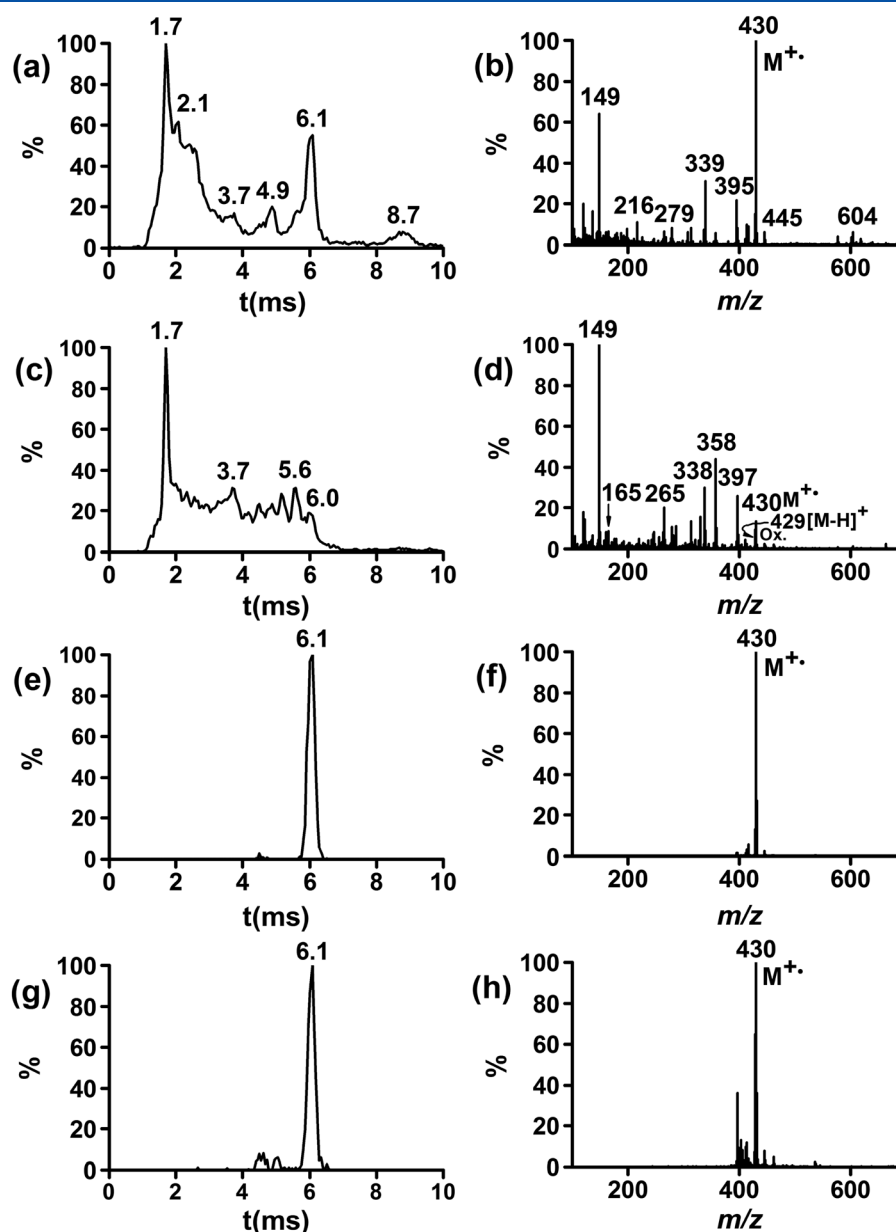 (a)
1.7
2.1
3.7
4.9
6.1
8.7
100
80
60
40
20
0
%
0 2 4 6 8 10
t(ms)
(b)
430
M+•
149
216
279
339
395
445
604
100
80
60
40
20
0
%
200 400 600
m/z
(c)
1.7
3.7
5.6
6.0
100
80
60
40
20
0
%
0 2 4 6 8 10
t(ms)
(d)
149
165
265
338
358
397
430M+•
429[M-H]+
Ox.
100
80
60
40
20
0
%
200 400 600
m/z
(e)
6.1
100
80
60
40
20
0
%
0 2 4 6 8 10
t(ms)
(f)
430
M+•
100
80
60
40
20
0
%
200 400 600
m/z
(g)
6.1
100
80
60
40
20
0
%
0 2 4 6 8 10
t(ms)
(h)
430
M+•
100
80
60
40
20
0
%
200 400 600
m/z